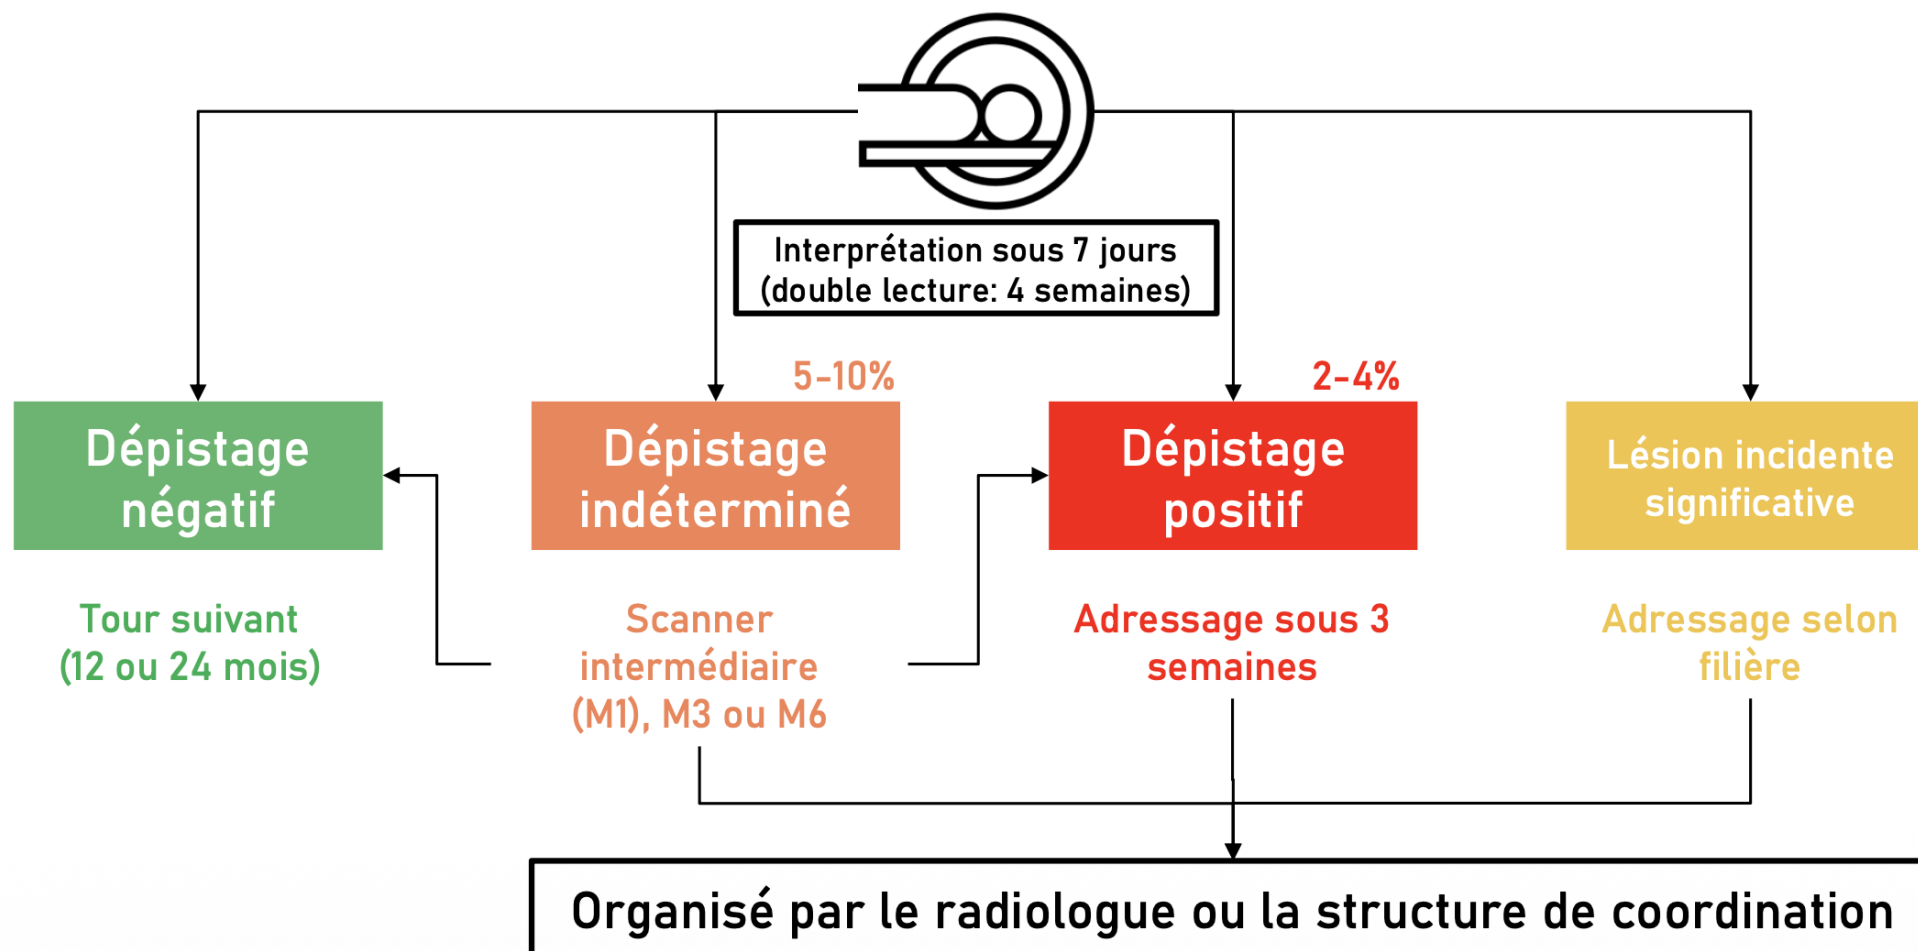 Interprétation sous 7 jours
(double lecture: 4 semaines)
5-10%
2-4%
Dépistage
négatif
Dépistage
indéterminé
Dépistage
positif
Lésion incidente
significative
Tour suivant
(12 ou 24 mois)
Scanner
intermédiaire
(M1), M3 ou M6
Adressage sous 3
semaines
Adressage selon
filière
Organisé par le radiologue ou la structure de coordination